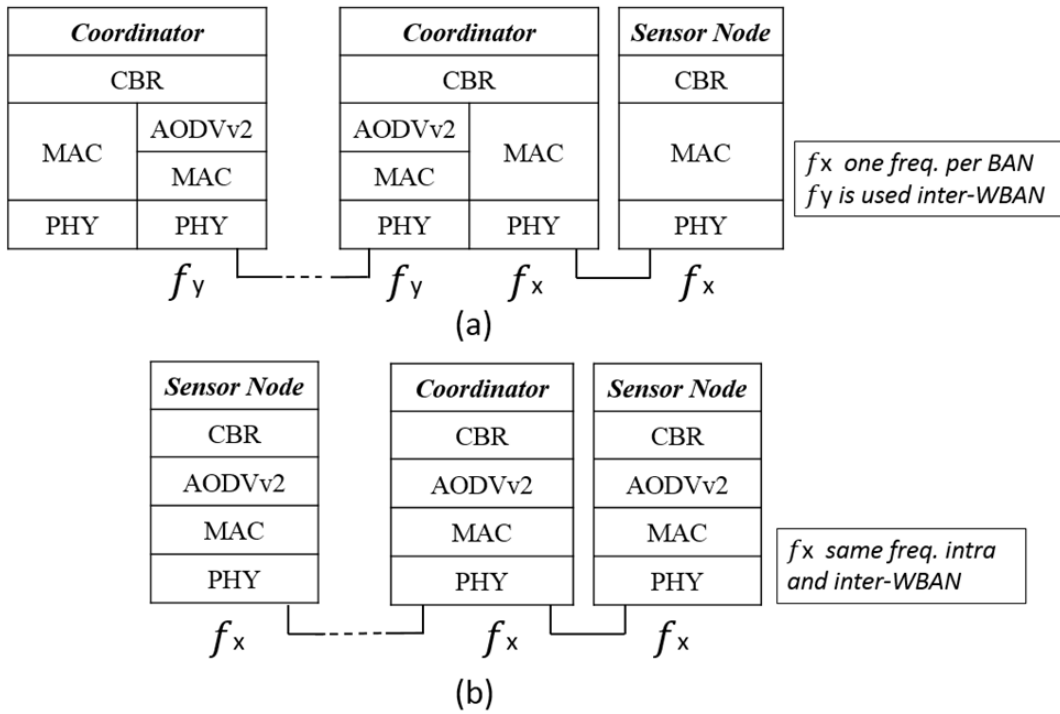 Coordinator Coordinator Sensor Node
CBR CBR CBR
MAC AODVv2 AODVv2 MAC MAC
MAC MAC
PHY PHY PHY PHY PHY
fx one freq. per BAN
fy is used inter-WBAN
fy fy fx fx
(a)
Sensor Node Coordinator Sensor Node
CBR CBR CBR
AODVv2 AODVv2 AODVv2
MAC MAC MAC
PHY PHY PHY
fx same freq. intra
and inter-WBAN
fx fx fx
(b)